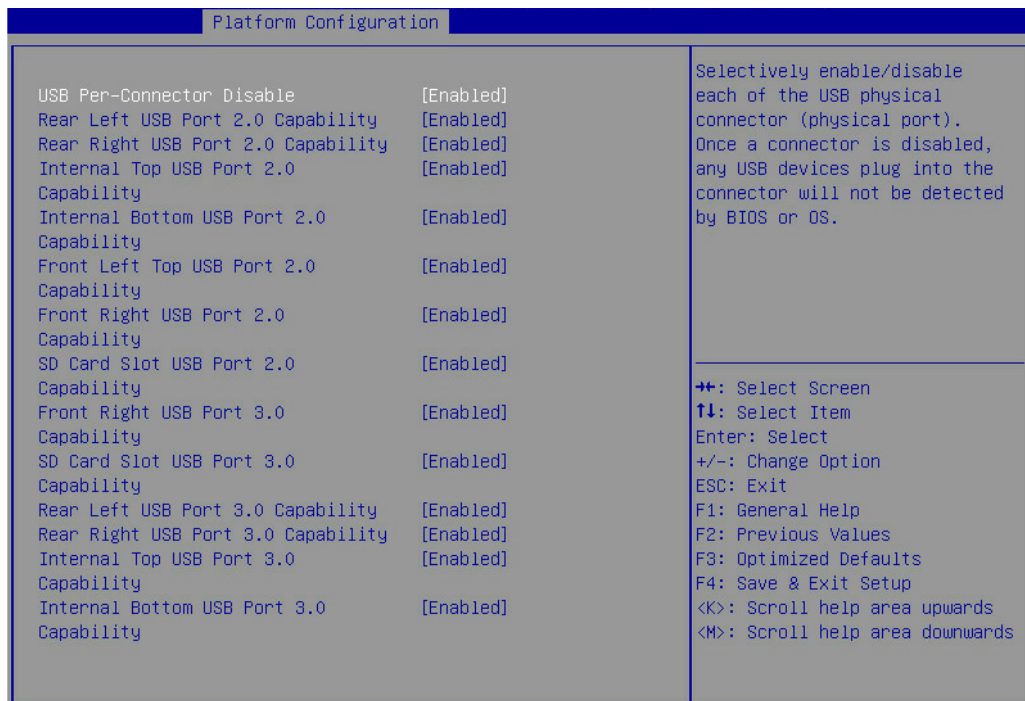 Platform Configuration
USB Per-Connector Disable [Enabled]
Rear Left USB Port 2.0 Capability [Enabled]
Rear Right USB Port 2.0 Capability [Enabled]
Internal Top USB Port 2.0 [Enabled]
Capability
Internal Bottom USB Port 2.0 [Enabled]
Capability
Front Left Top USB Port 2.0 [Enabled]
Capability
Front Right USB Port 2.0 [Enabled]
Capability
SD Card Slot USB Port 2.0 [Enabled]
Capability
Front Right USB Port 3.0 [Enabled]
Capability
SD Card Slot USB Port 3.0 [Enabled]
Capability
Rear Left USB Port 3.0 Capability [Enabled]
Rear Right USB Port 3.0 Capability [Enabled]
Internal Top USB Port 3.0 [Enabled]
Capability
Internal Bottom USB Port 3.0 [Enabled]
Capability
Selectively enable/disable
each of the USB physical
connector (physical port).
Once a connector is disabled,
any USB devices plug into the
connector will not be detected
by BIOS or OS.
→←: Select Screen
↑↓: Select Item
Enter: Select
+/-: Change Option
ESC: Exit
F1: General Help
F2: Previous Values
F3: Optimized Defaults
F4: Save & Exit Setup
<K>: Scroll help area upwards
<M>: Scroll help area downwards